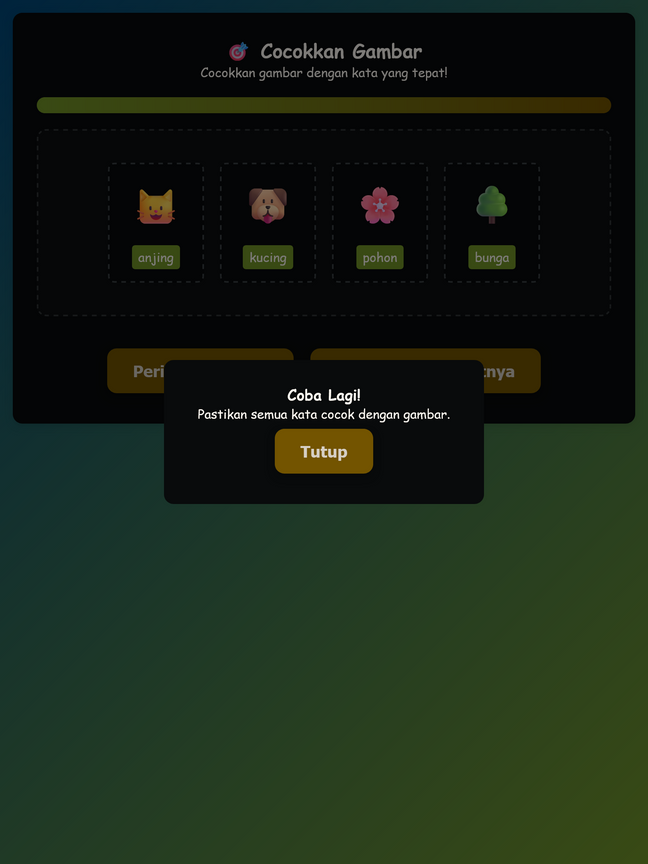 Cocokkan Gambar
Cocokkan gambar dengan kata yang tepat!
anjing kucing pohon bunga
Coba Lagi!
Pastikan semua kata cocok dengan gambar.
Tutup